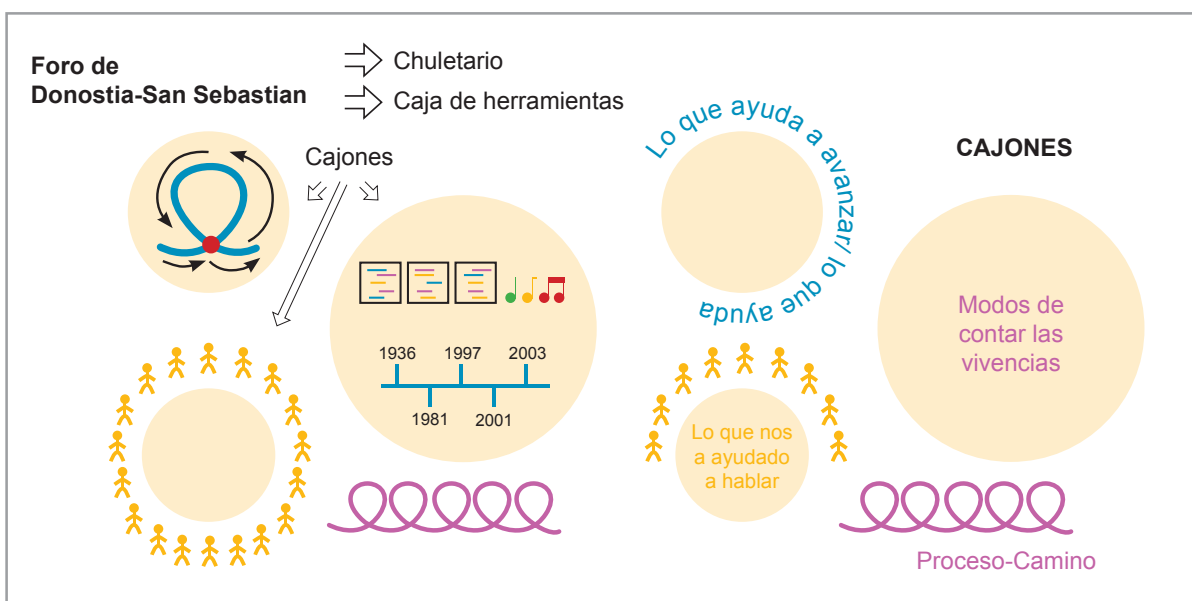 Foro de
Donostia-San Sebastian
Chuletario
Caja de herramientas
Cajones
1936 1997 2003
1981 2001
Lo que ayuda a avanzar/ lo que ayuda
Lo que nos
a ayudado
a hablar
CAJONES
Modos de
contar las
vivencias
Proceso-Camino